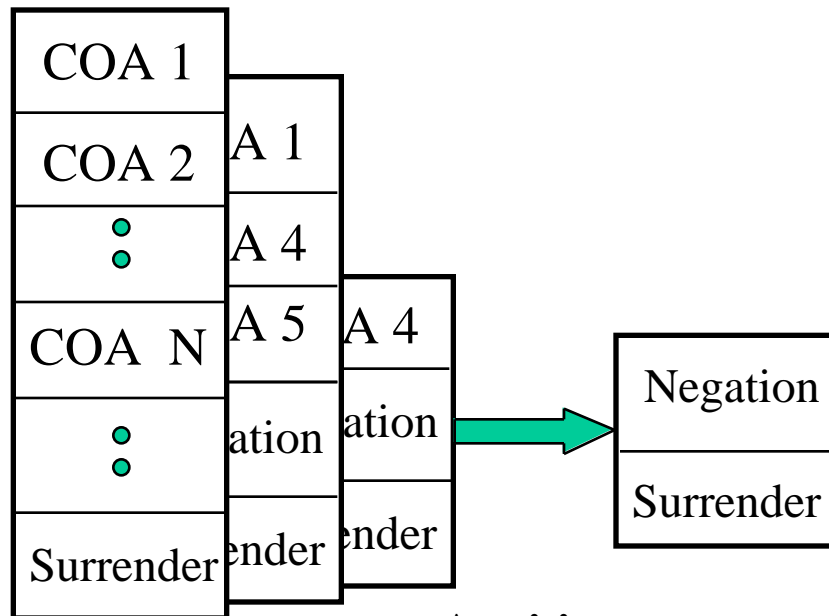 COA 1
COA 2
COA N
Surrender
A 1
A 4
A 5
ation
ender
A 4
ation
ender
Negation
Surrender